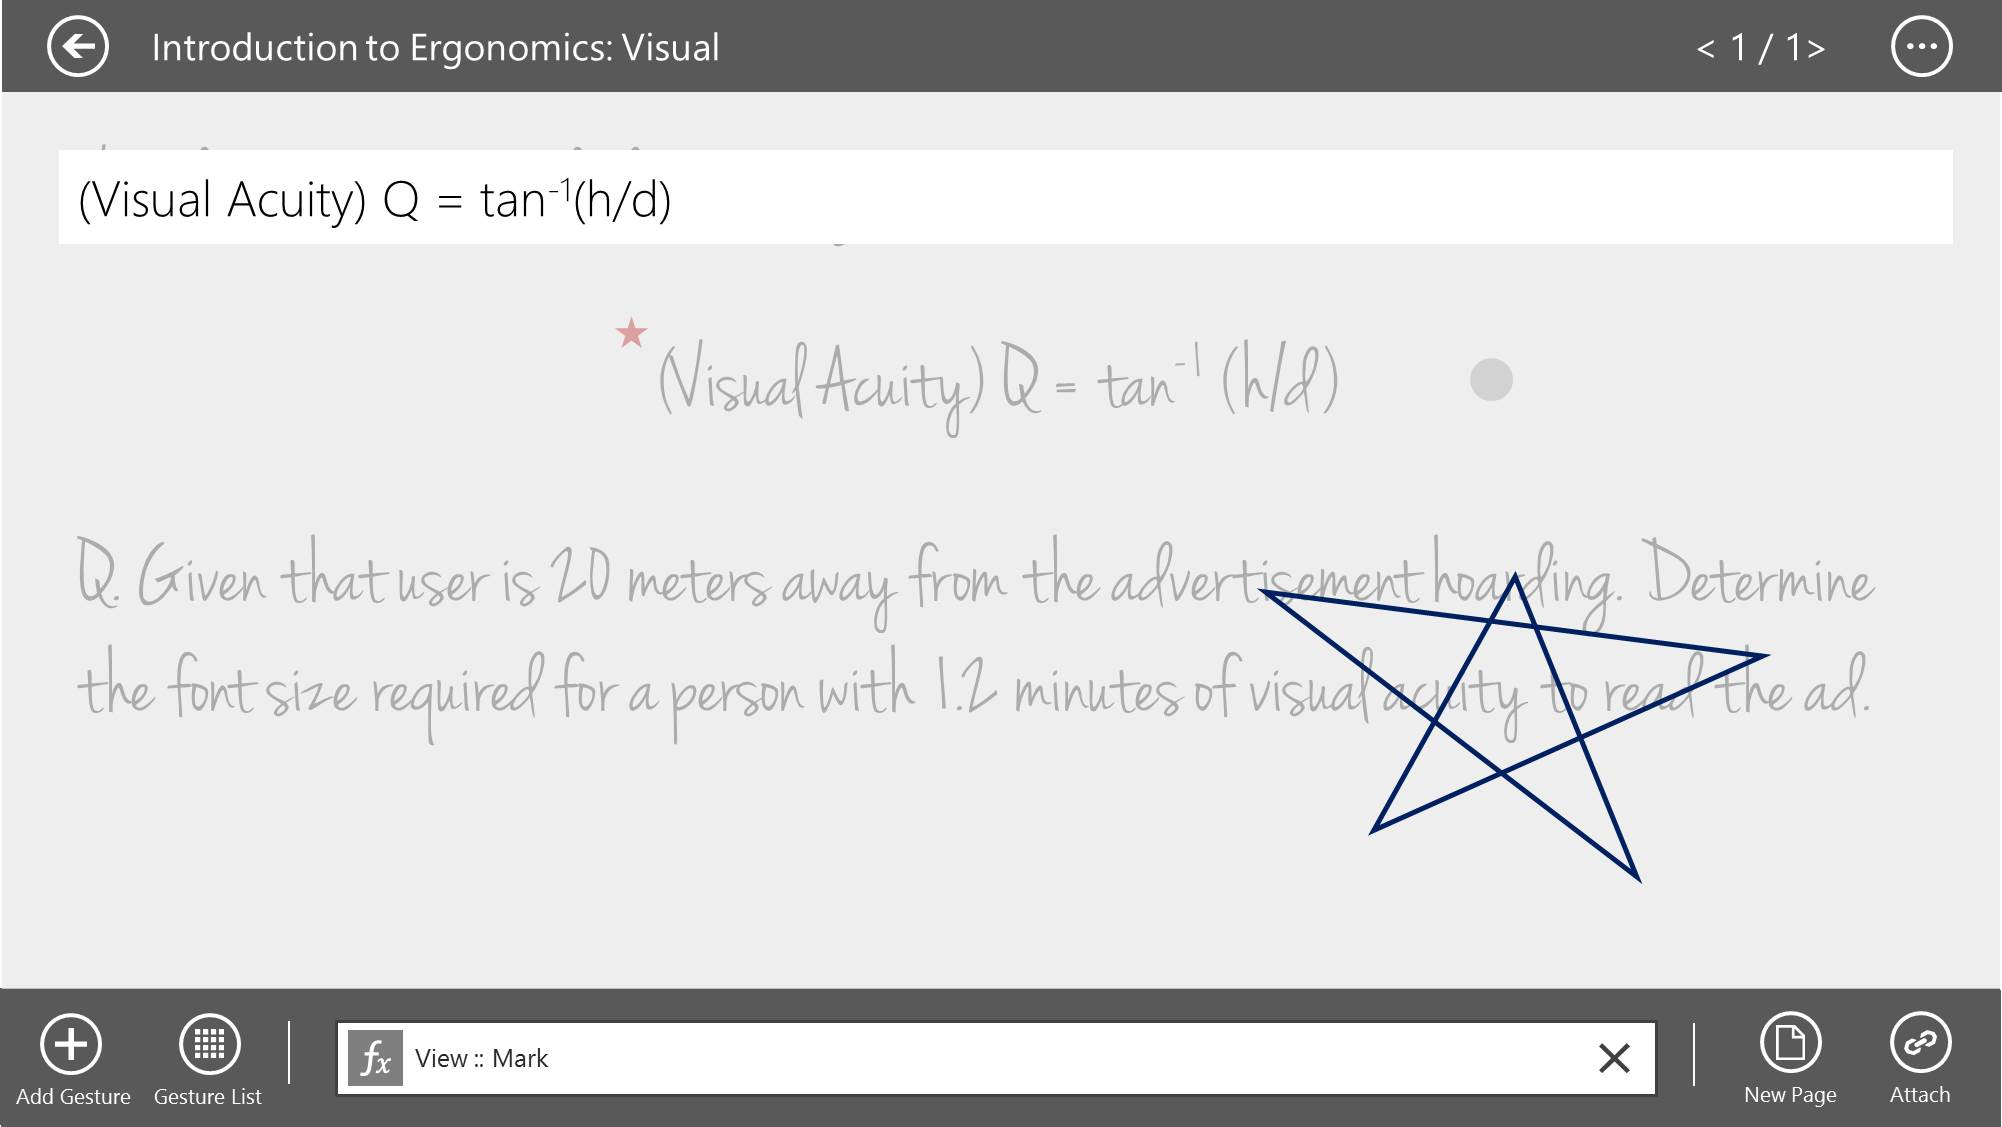 Introduction to Ergonomics: Visual
< 1 / 1>
(Visual Acuity) Q = tan⁻¹(h/d)
(Visual Acuity) Q = tan⁻¹ (h/d)
Q. Given that user is 20 meters away from the advertisement hoarding. Determine
the font size required for a person with 1.2 minutes of visual acuity to read the ad.
fx View :: Mark
Add Gesture
Gesture List
New Page
Attach